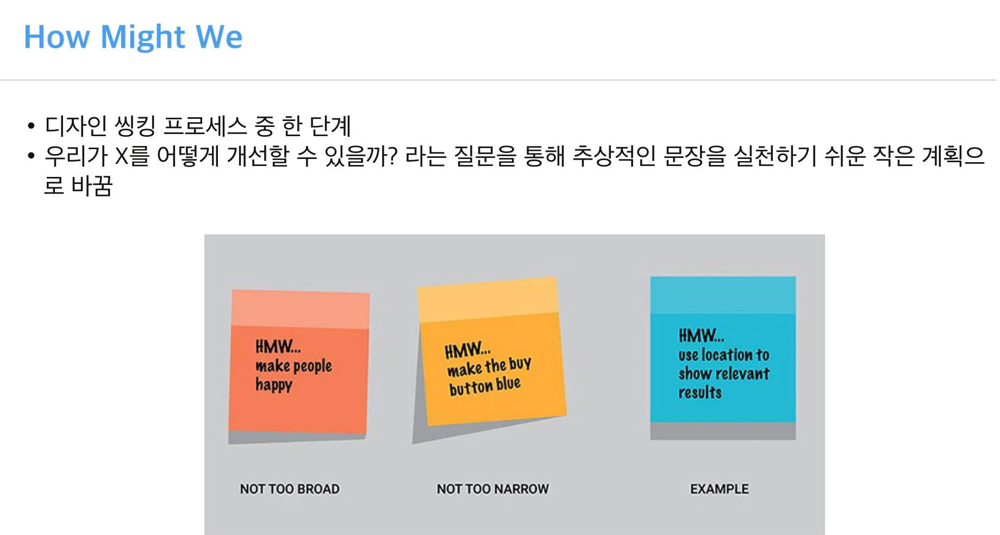 How Might We
• 디자인 씽킹 프로세스 중 한 단계
• 우리가 X를 어떻게 개선할 수 있을까? 라는 질문을 통해 추상적인 문장을 실천하기 쉬운 작은 계획으
로 바꿈
HMW...
make people
happy
HMW...
make the buy
button blue
HMW...
use location to
show relevant
results
NOT TOO BROAD
NOT TOO NARROW
EXAMPLE